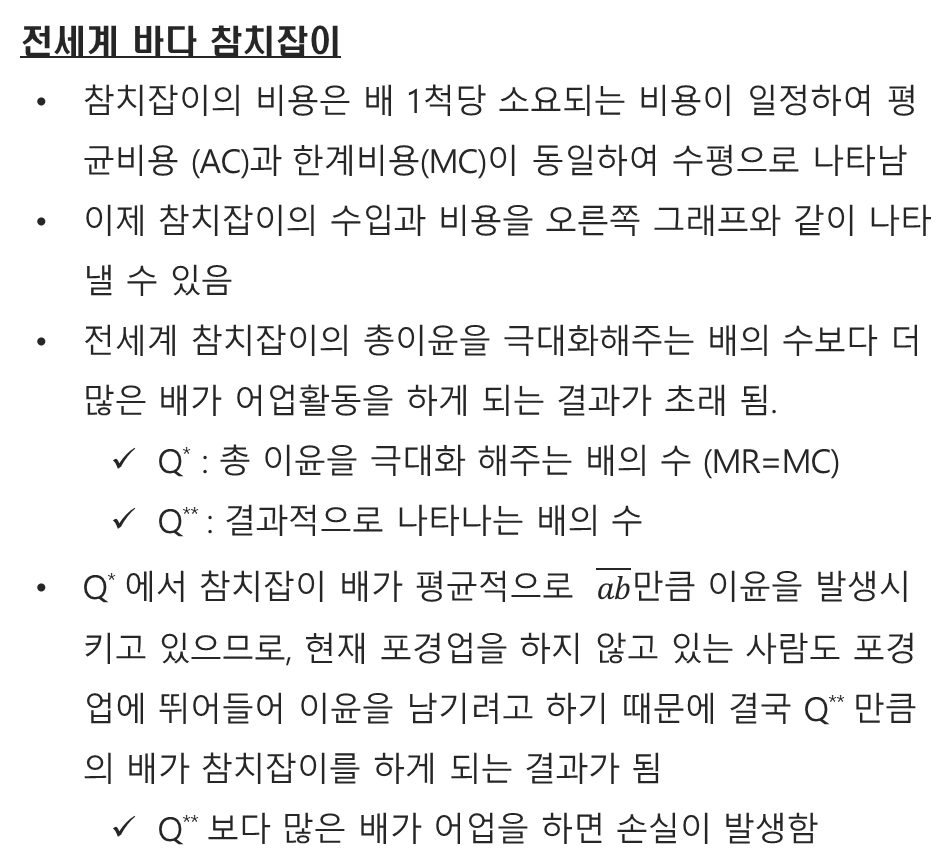 전세계 바다 참치잡이
• 참치잡이의 비용은 배 1척당 소요되는 비용이 일정하여 평
균비용 (AC)과 한계비용(MC)이 동일하여 수평으로 나타남
• 이제 참치잡이의 수입과 비용을 오른쪽 그래프와 같이 나타
낼 수 있음
• 전세계 참치잡이의 총이윤을 극대화해주는 배의 수보다 더
많은 배가 어업활동을 하게 되는 결과가 초래 됨.
✓ Q* : 총 이윤을 극대화 해주는 배의 수 (MR=MC)
✓ Q** : 결과적으로 나타나는 배의 수
• Q* 에서 참치잡이 배가 평균적으로 $\overline{ab}$만큼 이윤을 발생시
키고 있으므로, 현재 포경업을 하지 않고 있는 사람도 포경
업에 뛰어들어 이윤을 남기려고 하기 때문에 결국 Q** 만큼
의 배가 참치잡이를 하게 되는 결과가 됨
✓ Q** 보다 많은 배가 어업을 하면 손실이 발생함